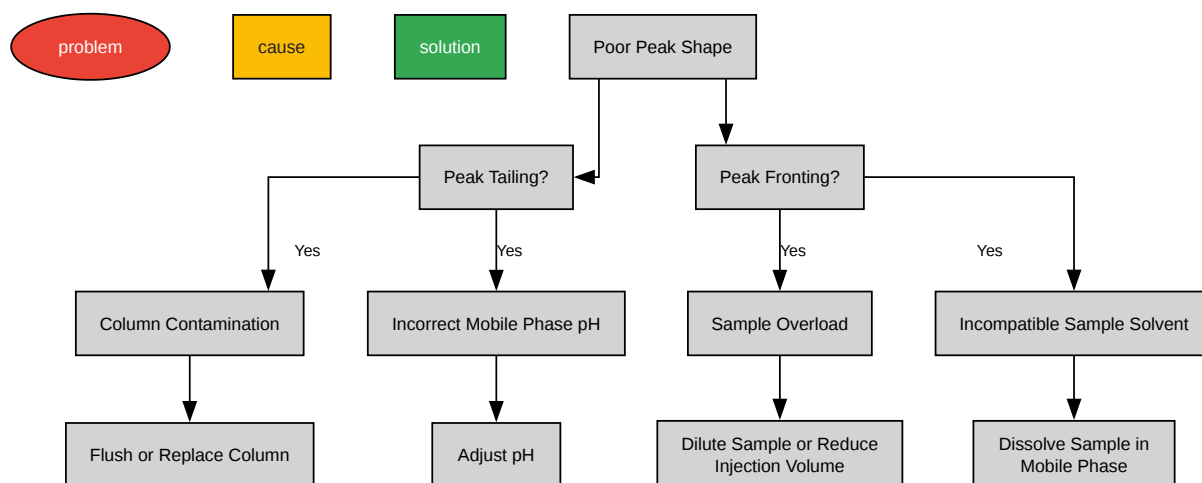 problem
cause
solution
Poor Peak Shape
Peak Tailing?
Peak Fronting?
Yes
Yes
Yes
Yes
Column Contamination
Incorrect Mobile Phase pH
Sample Overload
Incompatible Sample Solvent
Flush or Replace Column
Adjust pH
Dilute Sample or Reduce
Injection Volume
Dissolve Sample in
Mobile Phase